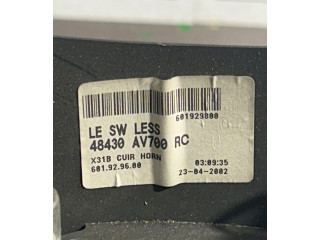 601929800
LE SW LESS
48430 AV700 RC
X31B CUIR HORN 03:09:35
601.92.96.00 23-04-2002